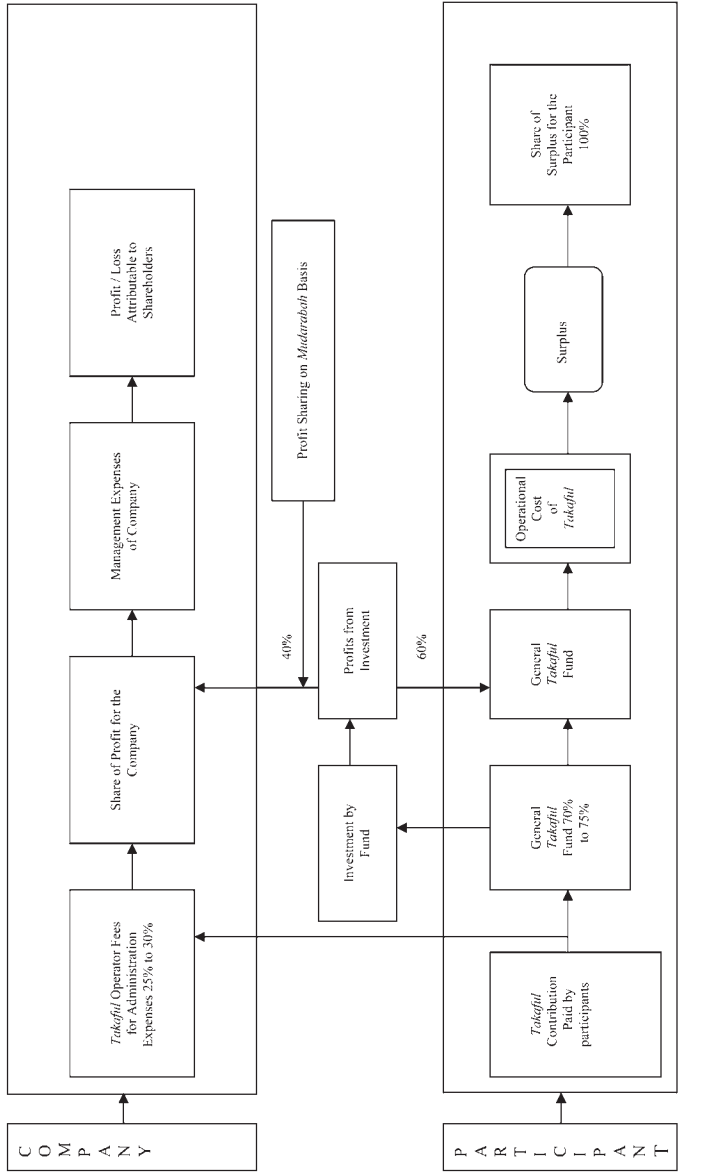 C
O
M
P
A
N
Y
Takaful Operator Fees
for Administration
Expenses 25% to 30%
Share of Profit for the
Company
Management Expenses
of Company
Profit / Loss
Attributable to
Shareholders
Investment by
Fund
Profits from
Investment
40%
60%
Profit Sharing on Mudarabah Basis
P
A
R
T
I
C
I
P
A
N
T
Takaful
Contribution
Paid by
participants
General
Takaful
Fund 70%
to 75%
General
Takaful
Fund
Operational
Cost
of
Takaful
Surplus
Share of
Surplus for the
Participant
100%